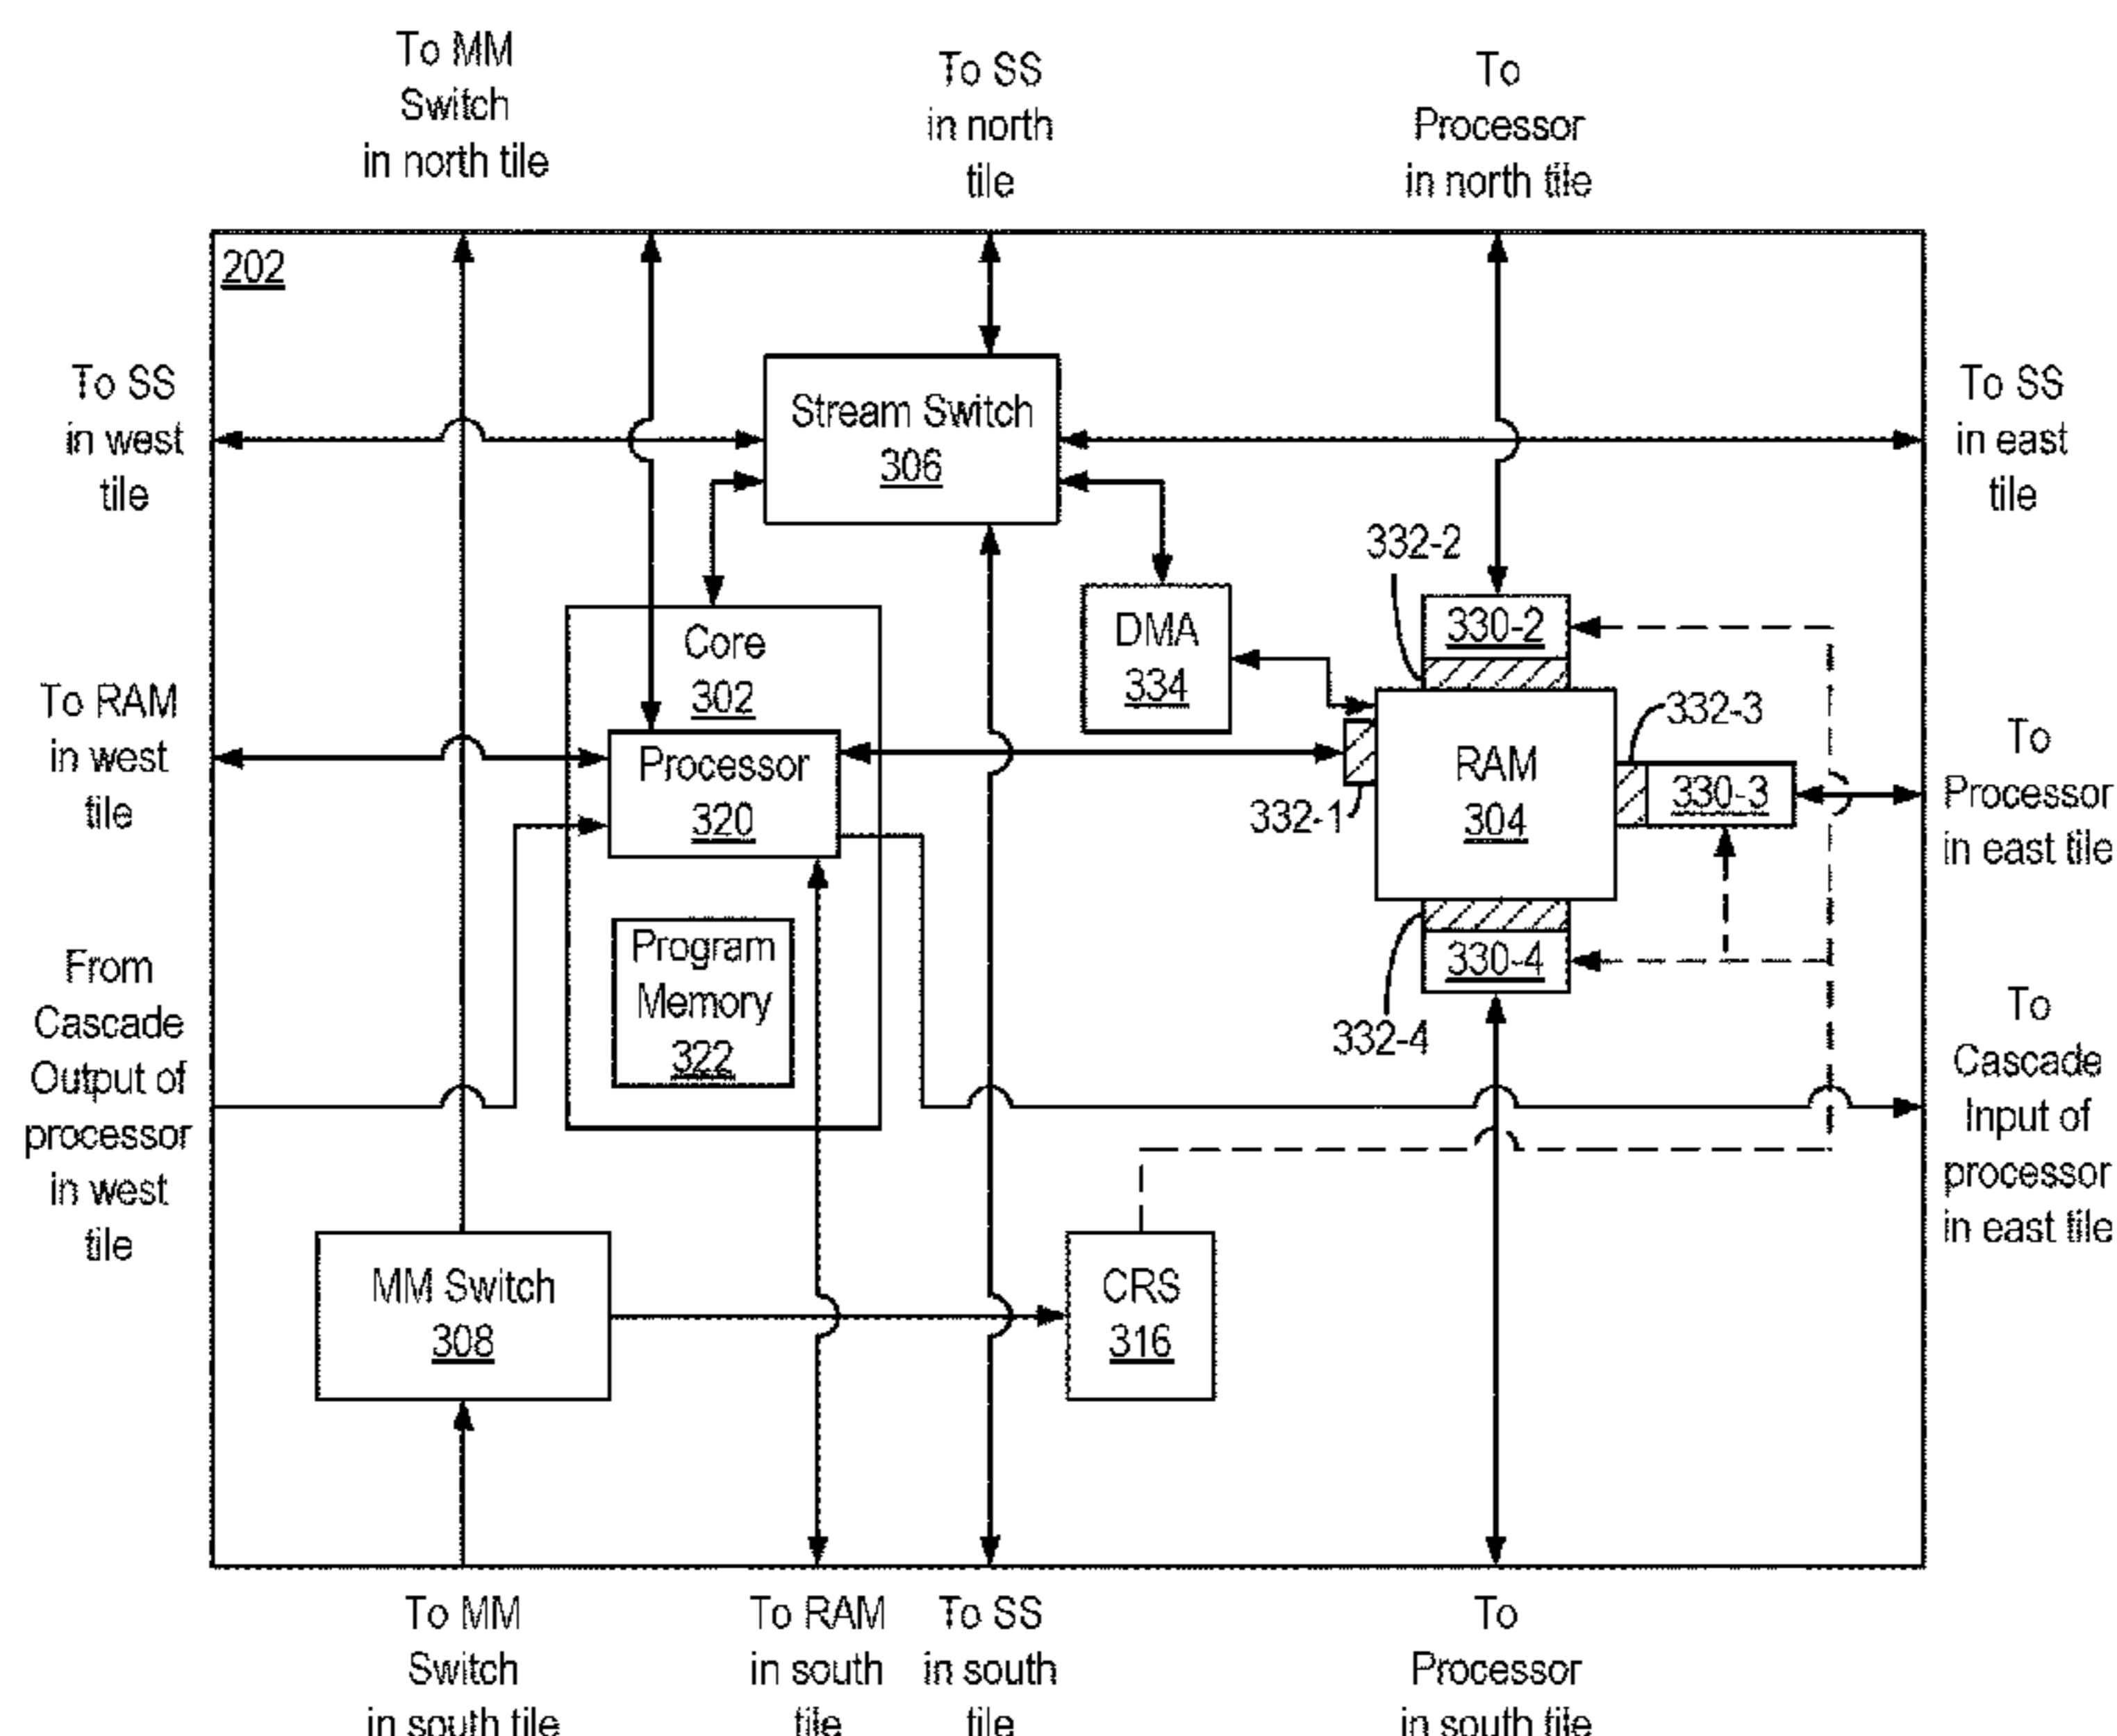 To MM
Switch
in north tile
To SS
in north
tile
To
Processor
in north tile
202
To SS
in west
tile
Stream Switch
306
To SS
in east
tile
332-2
Core
302
DMA
334
330-2
To RAM
in west
tile
Processor
320
332-1
RAM
304
332-3
330-3
To
Processor
in east tile
Program
Memory
322
330-4
332-4
From
Cascade
Output of
processor
in west
tile
To
Cascade
Input of
processor
in east tile
MM Switch
308
CRS
316
To MM
Switch
in south tile
To RAM
in south
tile
To SS
in south
tile
To
Processor
in south tile